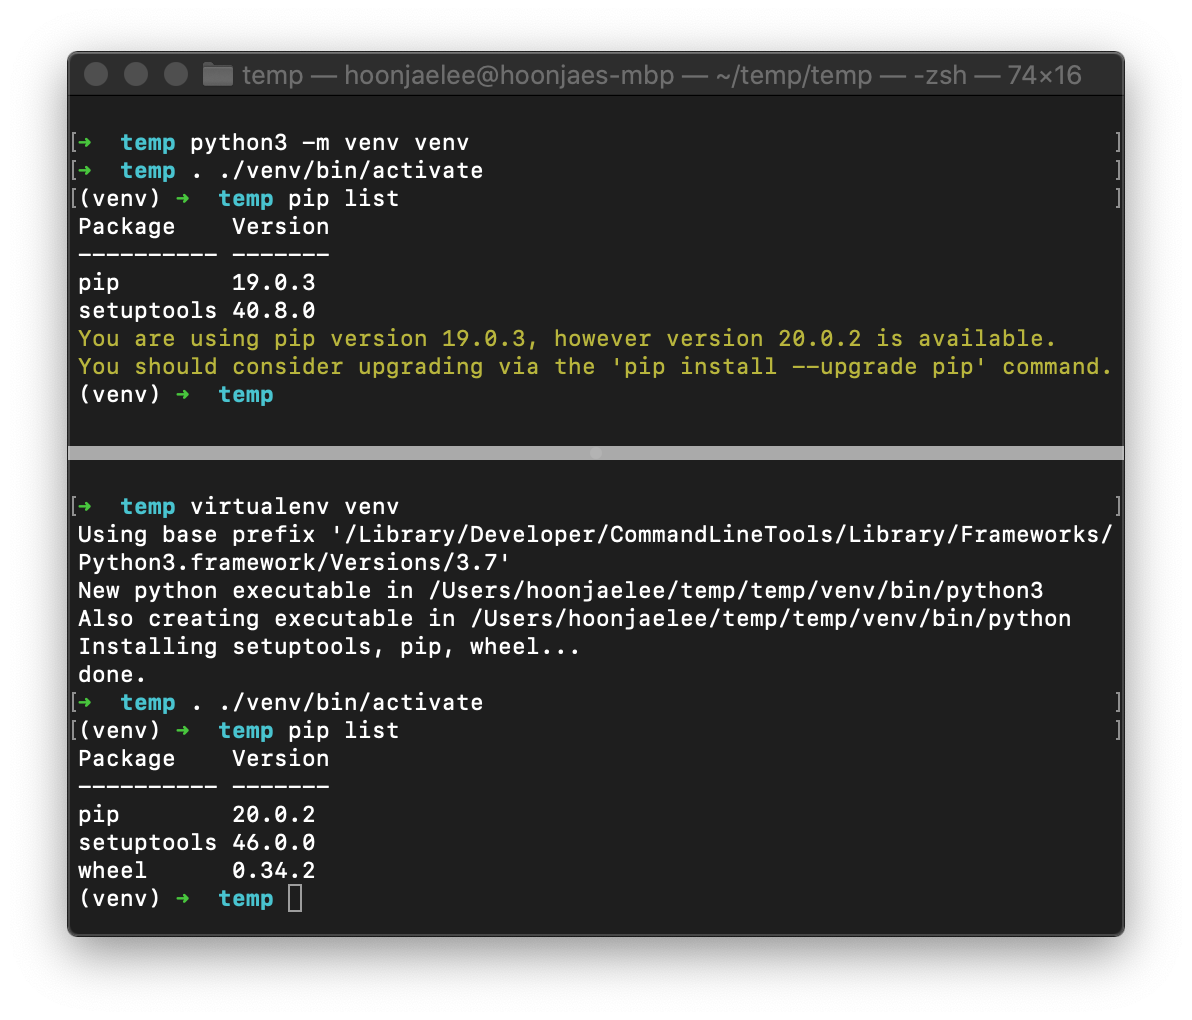 temp — hoonjaelee@hoonjaes-mbp — ~/temp/temp — -zsh — 74×16
[➜  temp python3 -m venv venv ]
[➜  temp . ./venv/bin/activate ]
[(venv) ➜  temp pip list ]
Package    Version
---------- -------
pip        19.0.3
setuptools 40.8.0
You are using pip version 19.0.3, however version 20.0.2 is available.
You should consider upgrading via the 'pip install --upgrade pip' command.
(venv) ➜  temp
[➜  temp virtualenv venv ]
Using base prefix '/Library/Developer/CommandLineTools/Library/Frameworks/
Python3.framework/Versions/3.7'
New python executable in /Users/hoonjaelee/temp/temp/venv/bin/python3
Also creating executable in /Users/hoonjaelee/temp/temp/venv/bin/python
Installing setuptools, pip, wheel...
done.
[➜  temp . ./venv/bin/activate ]
[(venv) ➜  temp pip list ]
Package    Version
---------- -------
pip        20.0.2
setuptools 46.0.0
wheel      0.34.2
(venv) ➜  temp